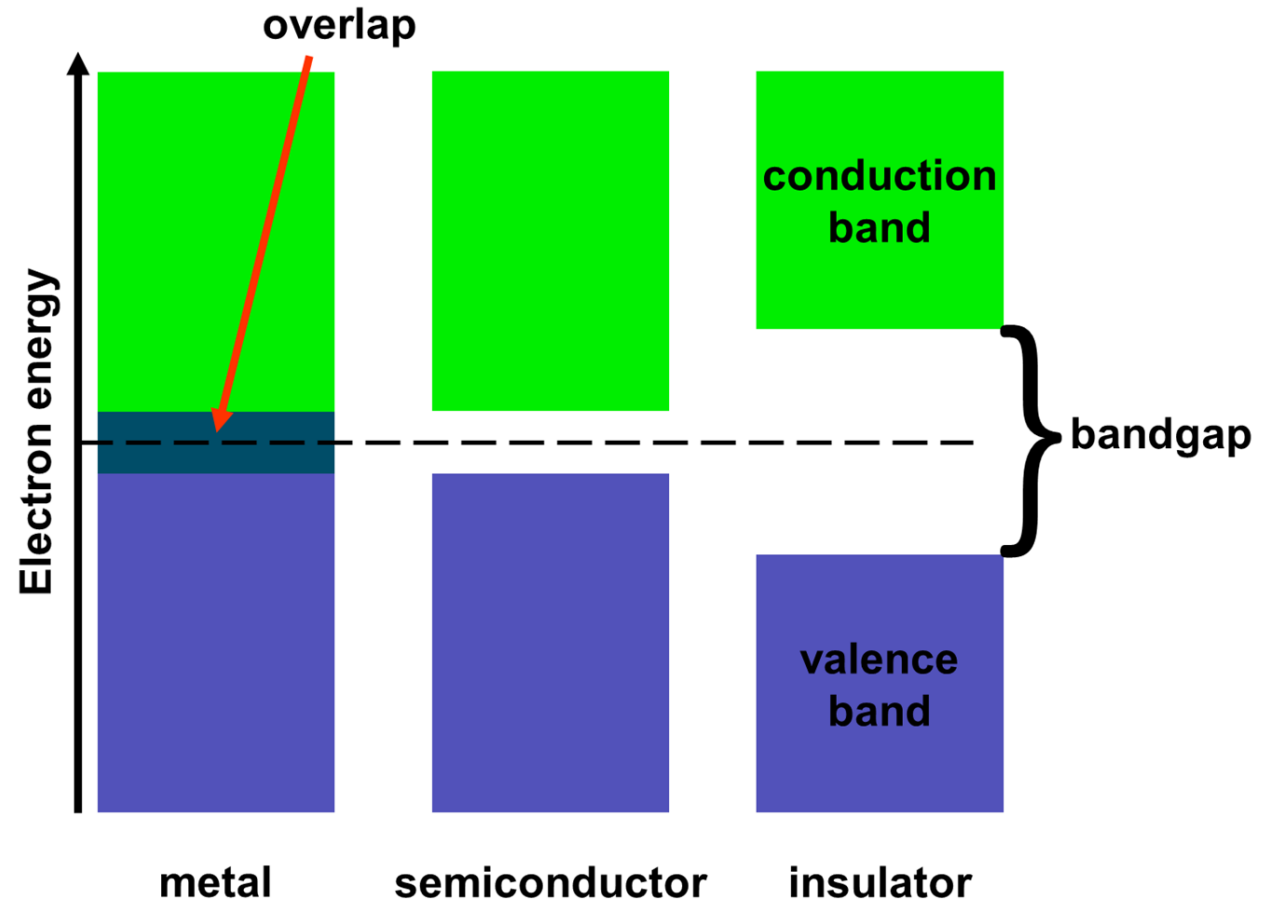 overlap
Electron energy
conduction
band
bandgap
valence
band
metal
semiconductor
insulator